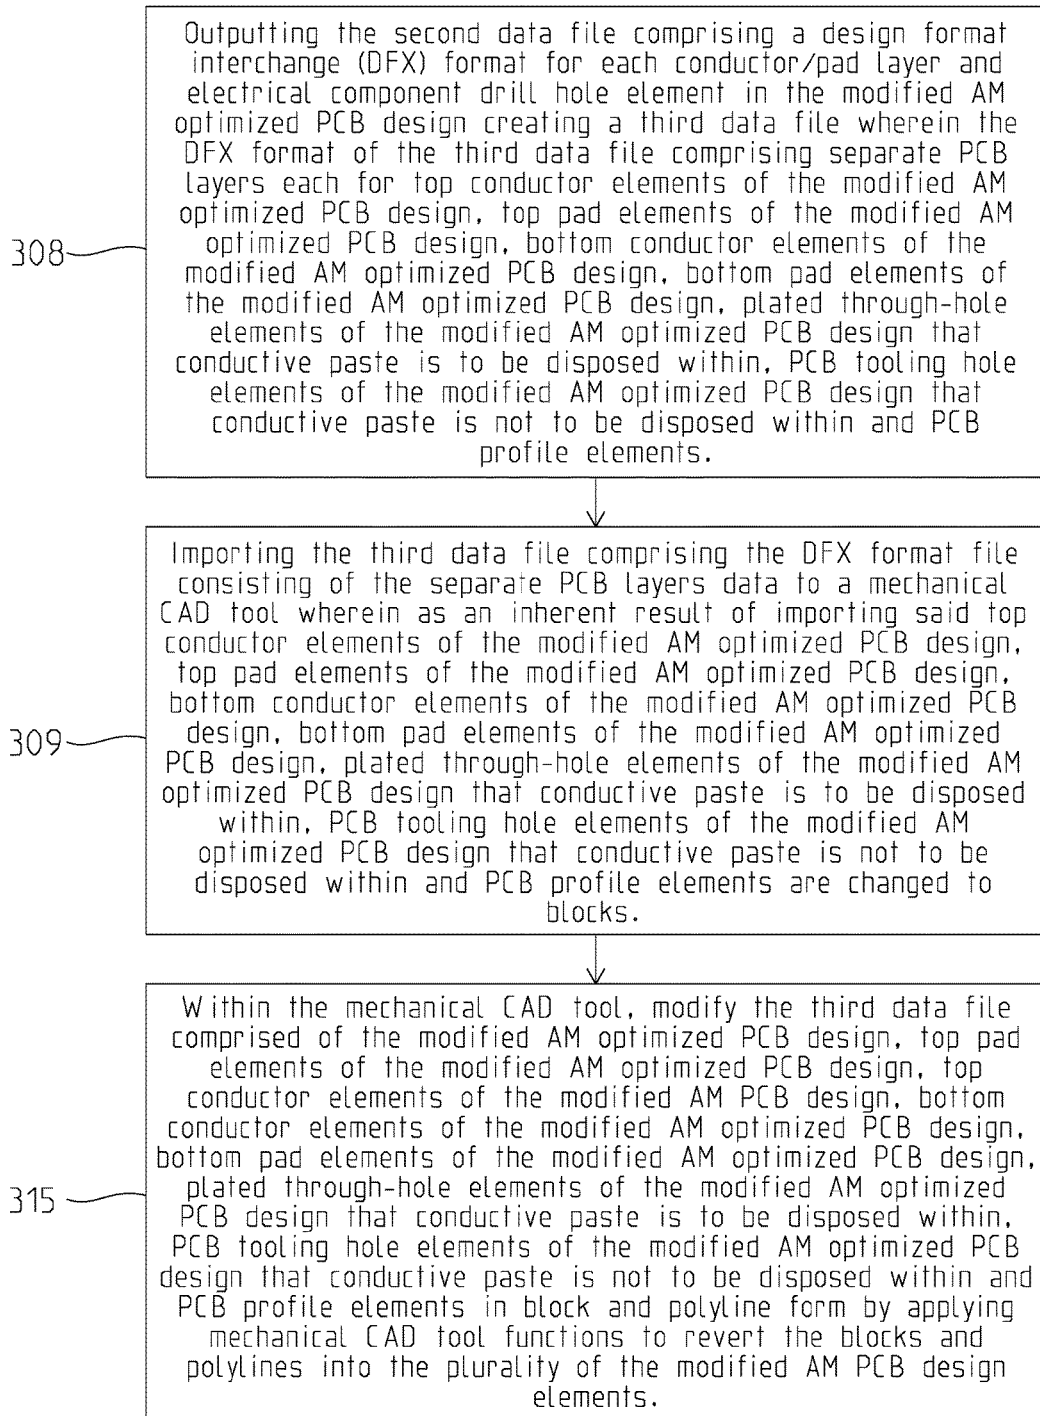 Outputting the second data file comprising a design format
interchange (DFX) format for each conductor/pad layer and
electrical component drill hole element in the modified AM
optimized PCB design creating a third data file wherein the
DFX format of the third data file comprising separate PCB
layers each for top conductor elements of the modified AM
optimized PCB design, top pad elements of the modified AM
optimized PCB design, bottom conductor elements of the
modified AM optimized PCB design, bottom pad elements of
the modified AM optimized PCB design, plated through-hole
elements of the modified AM optimized PCB design that
conductive paste is to be disposed within, PCB tooling hole
elements of the modified AM optimized PCB design that
conductive paste is not to be disposed within and PCB
profile elements.
308
Importing the third data file comprising the DFX format file
consisting of the separate PCB layers data to a mechanical
CAD tool wherein as an inherent result of importing said top
conductor elements of the modified AM optimized PCB design,
top pad elements of the modified AM optimized PCB design,
bottom conductor elements of the modified AM optimized PCB
design, bottom pad elements of the modified AM optimized
PCB design, plated through-hole elements of the modified AM
optimized PCB design that conductive paste is to be disposed
within, PCB tooling hole elements of the modified AM
optimized PCB design that conductive paste is not to be
disposed within and PCB profile elements are changed to
blocks.
309
Within the mechanical CAD tool, modify the third data file
comprised of the modified AM optimized PCB design, top pad
elements of the modified AM optimized PCB design, top
conductor elements of the modified AM PCB design, bottom
conductor elements of the modified AM optimized PCB design,
bottom pad elements of the modified AM optimized PCB design,
plated through-hole elements of the modified AM optimized
PCB design that conductive paste is to be disposed within,
PCB tooling hole elements of the modified AM optimized PCB
design that conductive paste is not to be disposed within and
PCB profile elements in block and polyline form by applying
mechanical CAD tool functions to revert the blocks and
polylines into the plurality of the modified AM PCB design
elements.
315